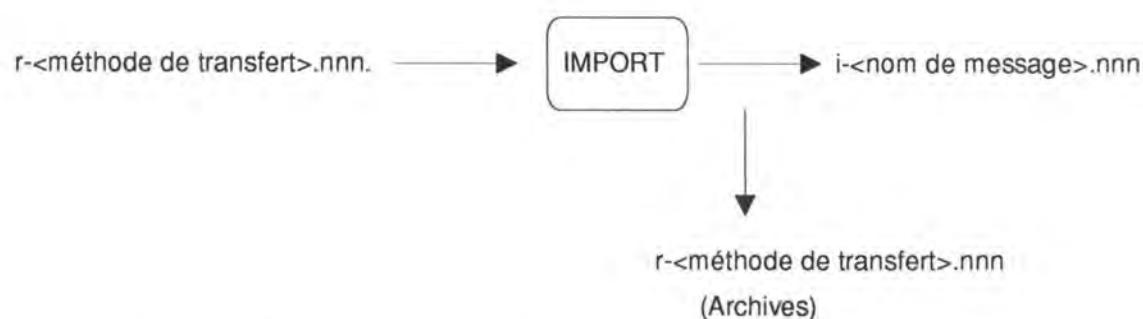 r-<méthode de transfert>.nnn.
IMPORT
i-<nom de message>.nnn
r-<méthode de transfert>.nnn
(Archives)